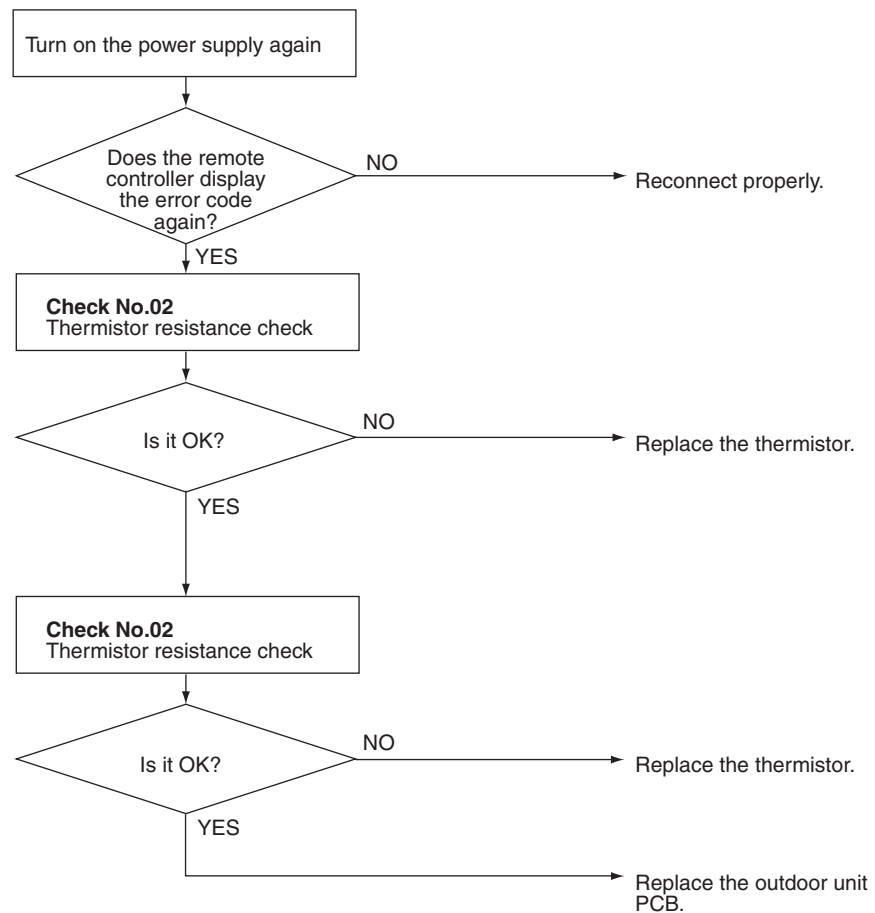 Turn on the power supply again
Does the remote
controller display
the error code
again?
NO
Reconnect properly.
YES
Check No.02
Thermistor resistance check
Is it OK?
NO
Replace the thermistor.
YES
Check No.02
Thermistor resistance check
Is it OK?
NO
Replace the thermistor.
YES
Replace the outdoor unit
PCB.